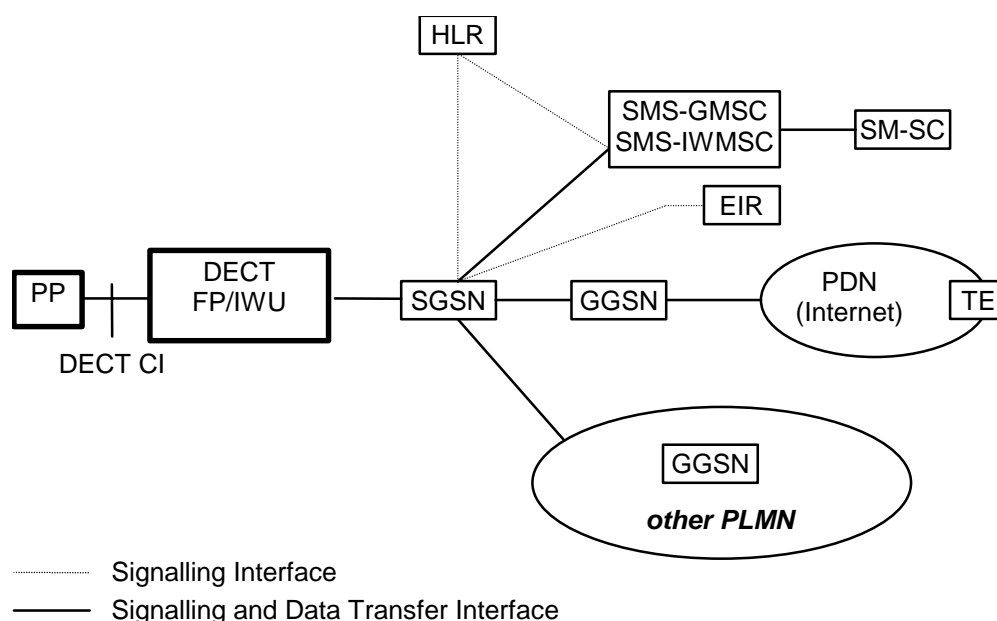 HLR
SMS-GMSC
SMS-IWMSC
SM-SC
EIR
PP
DECT
FP/IWU
SGSN
GGSN
PDN
(Internet)
TE
DECT CI
GGSN
other PLMN
Signalling Interface
Signalling and Data Transfer Interface